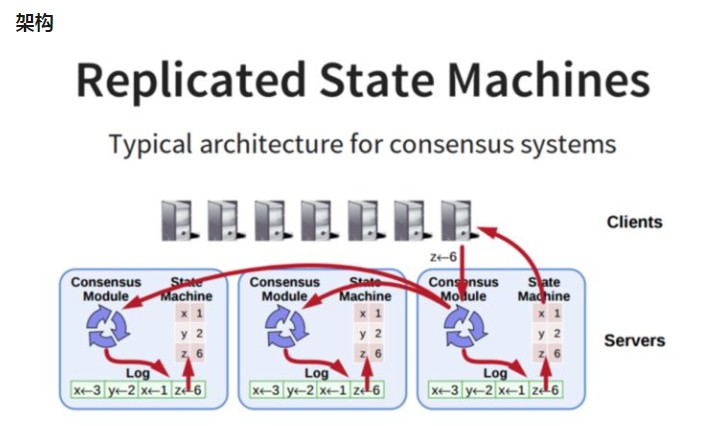 架构
Replicated State Machines
Typical architecture for consensus systems
Clients
z←6
Consensus Module
State Machine
x 1
y 2
z 6
Log
x←3 y←2 x←1 z←6
Consensus Module
State Machine
x 1
y 2
z 6
Log
x←3 y←2 x←1 z←6
Consensus Module
State Machine
x 1
y 2
z 6
Log
x←3 y←2 x←1 z←6
Servers